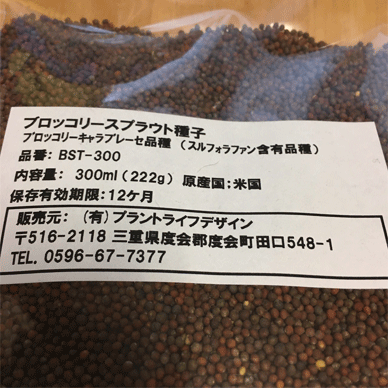 ブロッコリースプラウト種子
ブロッコリーキャラブレーゼ品種 (スルフォラファン含有品種)
品番: BST-300
内容量: 300ml (222g) 原産国:米国
保存有効期限:12ケ月
販売元: (有)プラントライフデザイン
〒516-2118 三重県度会郡度会町田口548-1
TEL. 0596-67-7377